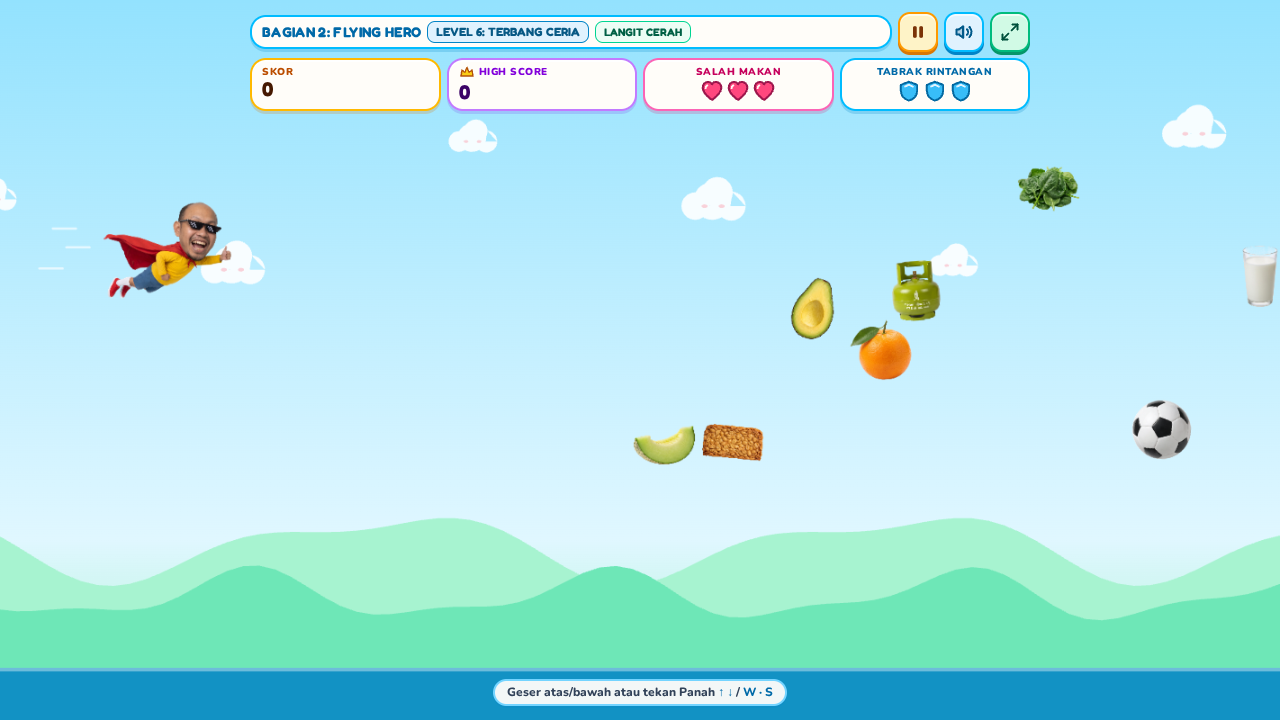 BAGIAN 2: FLYING HERO
LEVEL 6: TERBANG CERIA
LANGIT CERAH
SKOR
0
HIGH SCORE
0
SALAH MAKAN
TABRAK RINTANGAN
Geser atas/bawah atau tekan Panah ↑ ↓ / W · S